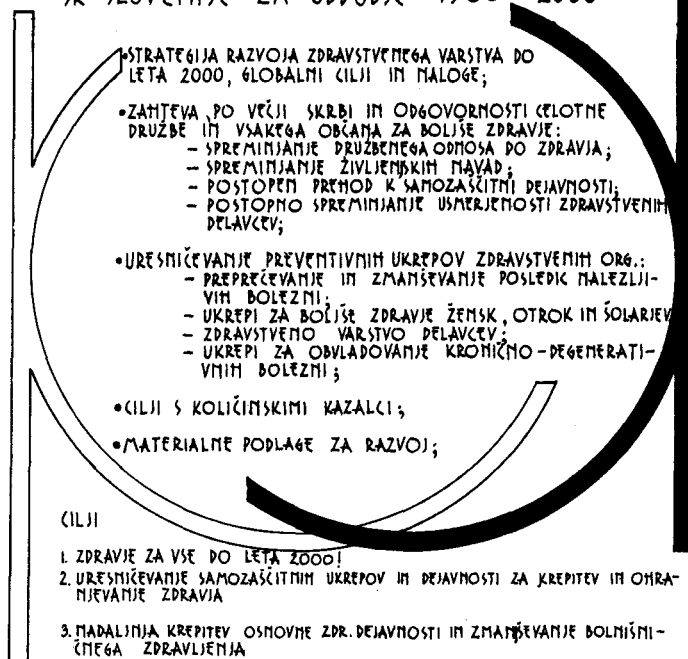 SR SLOVENIJE ZA OBDOBJE 1986 - 2000
•STRATEGIJA RAZVOJA ZDRAVSTVENEGA VARSTVA DO
LETA 2000, GLOBALNI CILJI IN NALOGE;
•ZAHTEVA PO VEČJI SKRBI IN ODGOVORNOSTI CELOTNE
DRUŽBE IN VSAKEGA OBČANA ZA BOLJŠE ZDRAVJE:
– SPREMINJANJE DRUŽBENEGA ODNOSA DO ZDRAVJA;
– SPREMINJANJE ŽIVLJENJSKIH NAVAD;
– POSTOPEN PREHOD K SAMOZAŠČITNI DEJAVNOSTI;
– POSTOPNO SPREMINJANJE USMERJENOSTI ZDRAVSTVENIH
DELAVCEV;
•URESNIČEVANJE PREVENTIVNIH UKREPOV ZDRAVSTVENIH ORG.:
– PREPREČEVANJE IN ZMANŠEVANJE POSLEDIC NALEZLJI-
VIH BOLEZNI;
– UKREPI ZA BOLJŠE ZDRAVJE ŽENSK, OTROK IN ŠOLARJEV
– ZDRAVSTVENO VARSTVO DELAVCEV;
– UKREPI ZA OBVLADOVANJE KRONIČNO-DEGENERATI-
VNIH BOLEZNI;
•CILJI S KOLIČINSKIMI KAZALCI;
•MATERIALNE PODLAGE ZA RAZVOJ;
CILJI
1. ZDRAVJE ZA VSE DO LETA 2000!
2. URESNIČEVANJE SAMOZAŠČITNIH UKREPOV IN DEJAVNOSTI ZA KREPITEV IN OHRA-
NJEVANJE ZDRAVJA
3. NADALJNJA KREPITEV OSNOVNE ZDR. DEJAVNOSTI IN ZMANJŠEVANJE BOLNIŠNI-
ČNEGA ZDRAVLJENJA